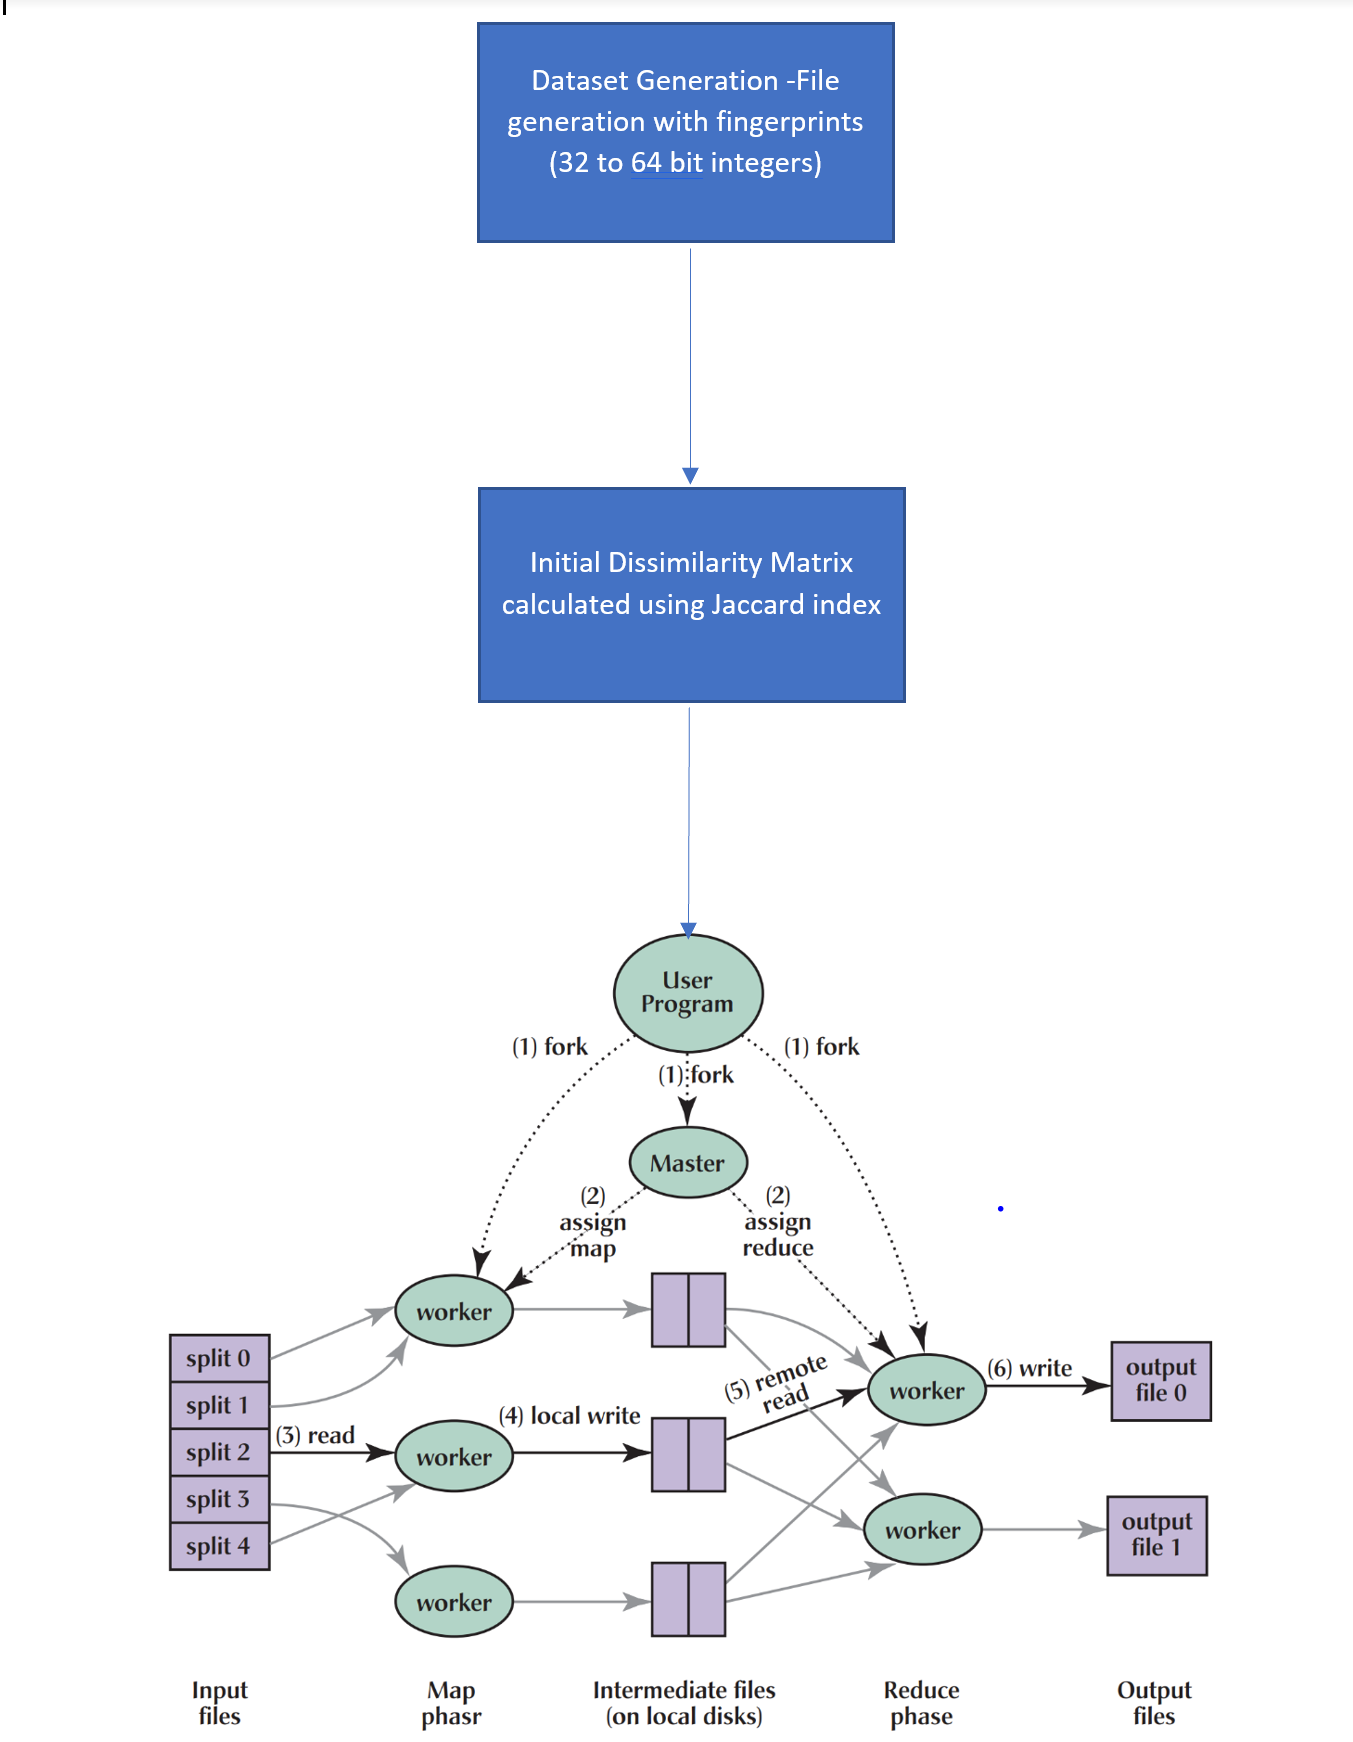 Dataset Generation -File
generation with fingerprints
(32 to 64 bit integers)
Initial Dissimilarity Matrix
calculated using Jaccard index
User
Program
(1) fork
(1) fork
(1) fork
Master
(2)
assign
map
(2)
assign
reduce
worker
split 0
split 1
split 2
split 3
split 4
(3) read
worker
(4) local write
worker
(5) remote
read
worker
(6) write
output
file 0
worker
output
file 1
Input
files
Map
phasr
Intermediate files
(on local disks)
Reduce
phase
Output
files